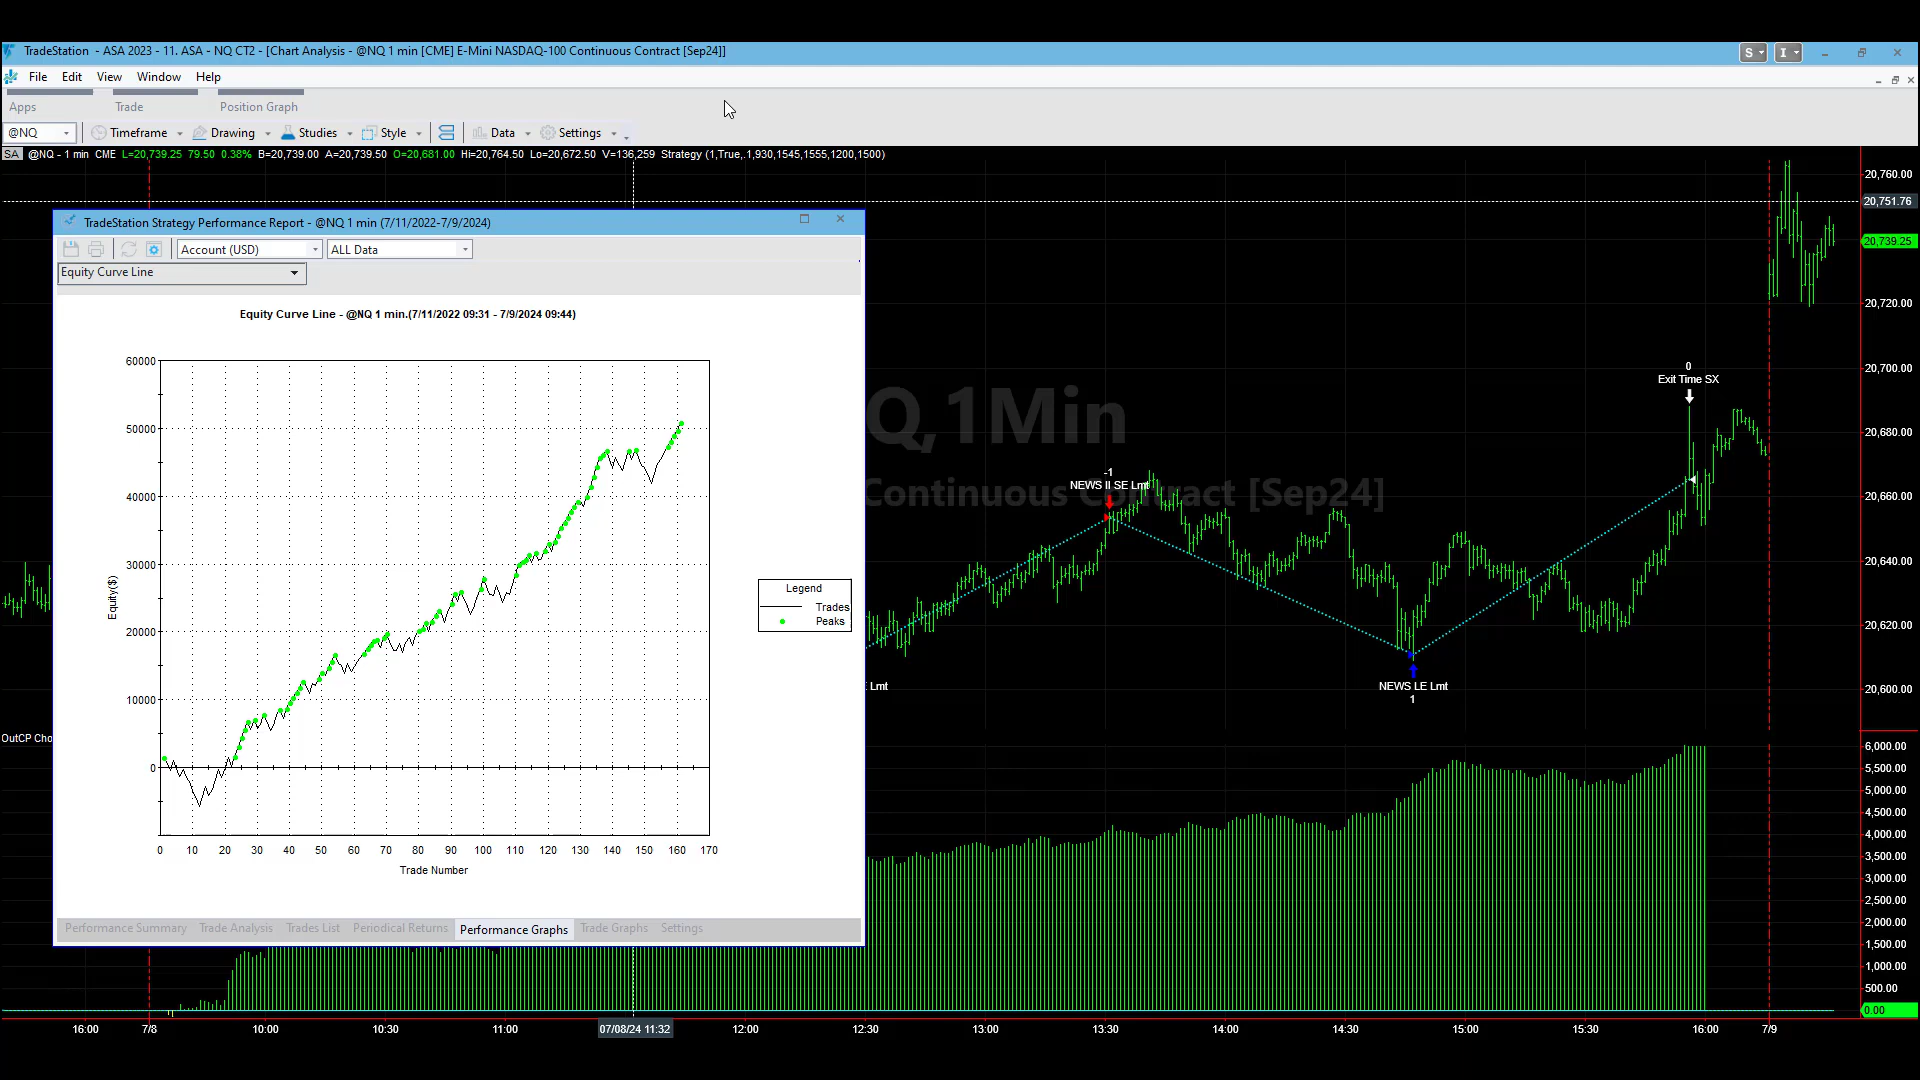 TradeStation - ASA 2023 - 11. ASA - NQ CT2 - [Chart Analysis - @NQ 1 min [CME] E-Mini NASDAQ-100 Continuous Contract [Sep24]]
S
I
File Edit View Window Help
Apps Trade Position Graph
@NQ Timeframe Drawing Studies Style Data Settings
SA @NQ - 1 min CME L=20,739.25 79.50 0.38% B=20,739.00 A=20,739.50 O=20,681.00 Hi=20,764.50 Lo=20,672.50 V=136,259 Strategy (1,True,.1,930,1545,1555,1200,1500)
TradeStation Strategy Performance Report - @NQ 1 min (7/11/2022-7/9/2024)
Account (USD) ALL Data
Equity Curve Line
Equity Curve Line - @NQ 1 min.(7/11/2022 09:31 - 7/9/2024 09:44)
60000
50000
40000
30000
20000
10000
0
Equity($)
0 10 20 30 40 50 60 70 80 90 100 110 120 130 140 150 160 170
Trade Number
Legend
Trades
Peaks
Performance Summary Trade Analysis Trades List Periodical Returns Performance Graphs Trade Graphs Settings
Q,1Min
Continuous Contract [Sep24]
-1
NEWS II SE Lmt
0
Exit Time SX
Lmt
NEWS LE Lmt
1
OutCP Cho
20,760.00
20,751.76
20,739.25
20,720.00
20,700.00
20,680.00
20,660.00
20,640.00
20,620.00
20,600.00
6,000.00
5,500.00
5,000.00
4,500.00
4,000.00
3,500.00
3,000.00
2,500.00
2,000.00
1,500.00
1,000.00
500.00
0.00
16:00 7/8 10:00 10:30 11:00 07/08/24 11:32 12:00 12:30 13:00 13:30 14:00 14:30 15:00 15:30 16:00 7/9